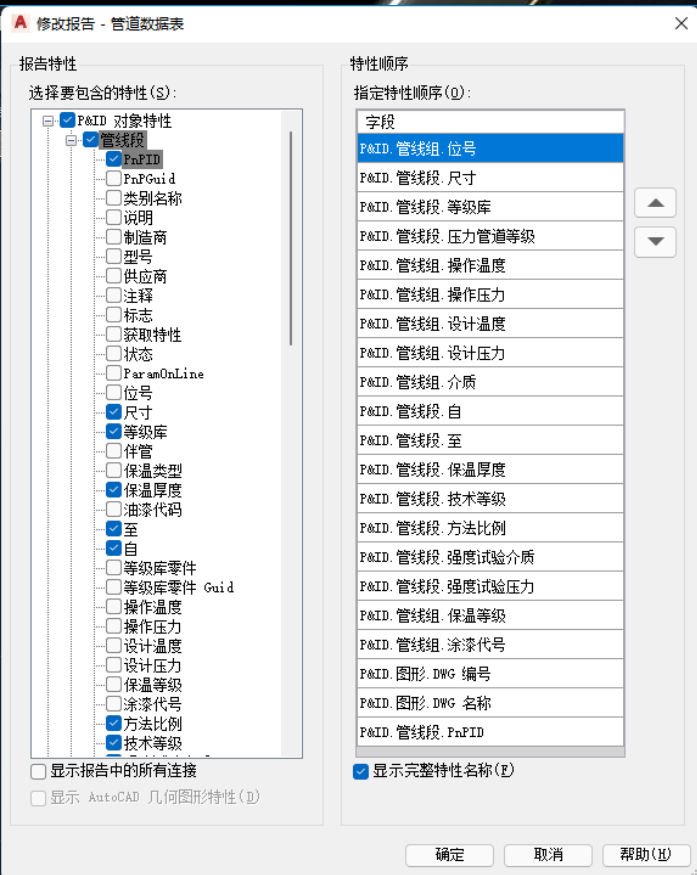 修改报告 - 管道数据表
报告特性
选择要包含的特性(S):
P&ID 对象特性
管线段
PnPID
PnPGuid
类别名称
说明
制造商
型号
供应商
注释
标志
获取特性
状态
ParamOnLine
位号
尺寸
等级库
伴管
保温类型
保温厚度
油漆代码
至
自
等级库零件
等级库零件 Guid
操作温度
操作压力
设计温度
设计压力
保温等级
涂漆代号
方法比例
技术等级
显示报告中的所有连接
显示 AutoCAD 几何图形特性(D)
特性顺序
指定特性顺序(O):
字段
P&ID.管线组.位号
P&ID.管线段.尺寸
P&ID.管线段.等级库
P&ID.管线段.压力管道等级
P&ID.管线组.操作温度
P&ID.管线组.操作压力
P&ID.管线组.设计温度
P&ID.管线组.设计压力
P&ID.管线组.介质
P&ID.管线段.自
P&ID.管线段.至
P&ID.管线段.保温厚度
P&ID.管线段.技术等级
P&ID.管线段.方法比例
P&ID.管线段.强度试验介质
P&ID.管线段.强度试验压力
P&ID.管线组.保温等级
P&ID.管线组.涂漆代号
P&ID.图形.DWG 编号
P&ID.图形.DWG 名称
P&ID.管线段.PnPID
显示完整特性名称(F)
确定
取消
帮助(H)